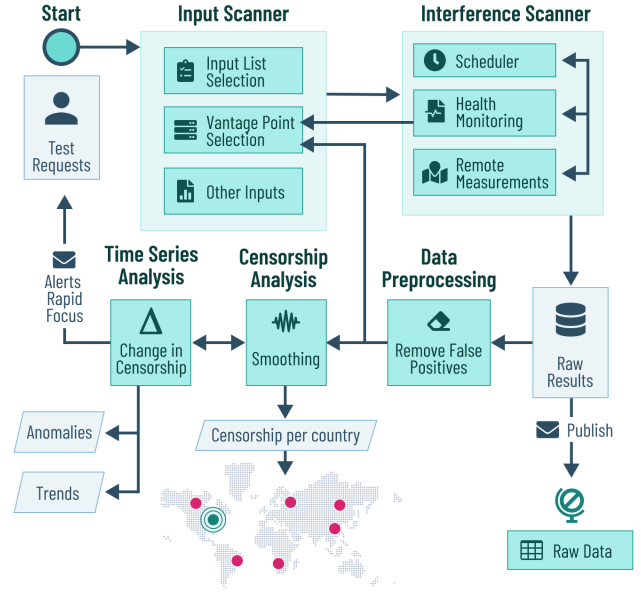 Start
Input Scanner
Interference Scanner
Input List
Selection
Vantage Point
Selection
Other Inputs
Scheduler
Health
Monitoring
Remote
Measurements
Test
Requests
Alerts
Rapid
Focus
Time Series
Analysis
Change in
Censorship
Censorship
Analysis
Smoothing
Data
Preprocessing
Remove False
Positives
Raw
Results
Anomalies
Trends
Censorship per country
Publish
Raw Data